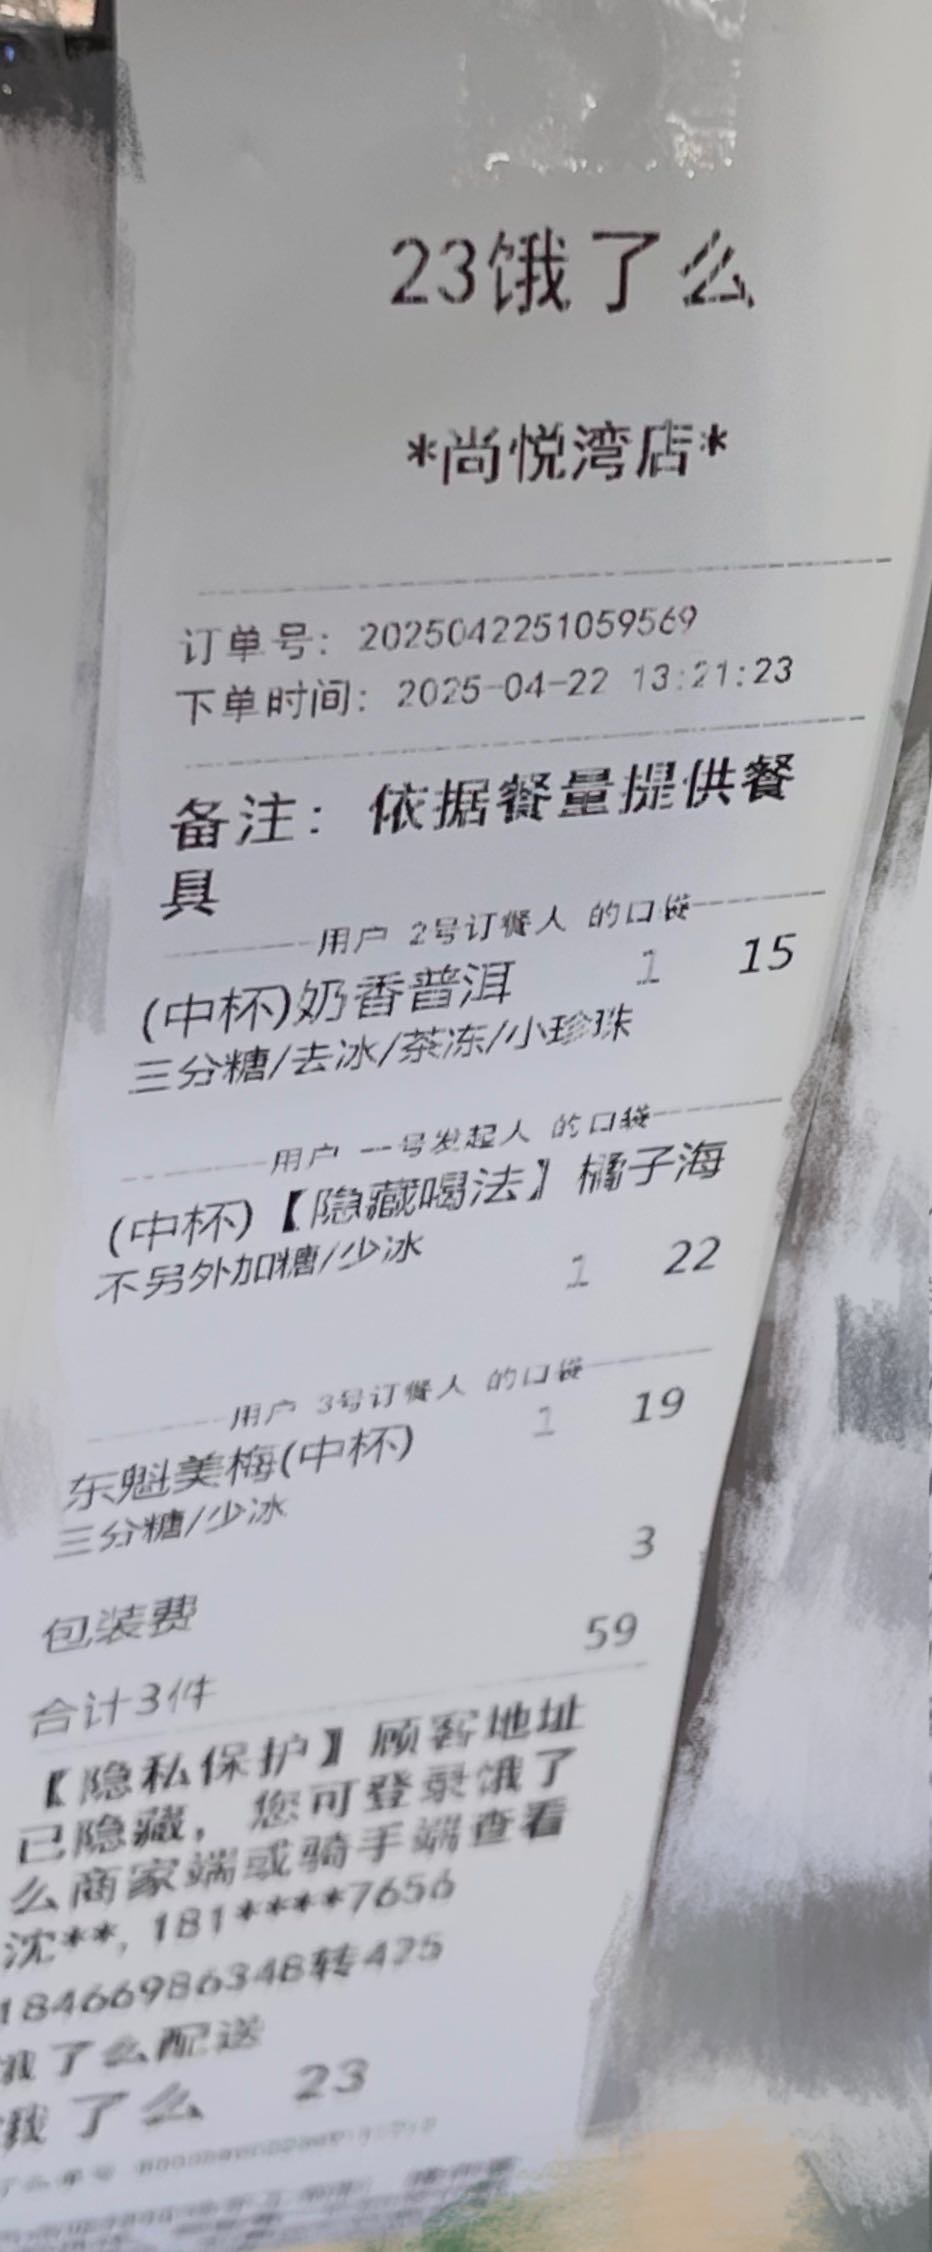 23饿了么
*尚悦湾店*
订单号: 2025042251059569
下单时间: 2025-04-22 13:21:23
备注: 依据餐量提供餐
具
用户 2号订餐人 的口袋
(中杯)奶香普洱 1 15
三分糖/去冰/茶冻/小珍珠
用户 一号发起人 的口袋
(中杯)【隐藏喝法】橘子海
不另外加糖/少冰 1 22
用户 3号订餐人 的口袋
东魁美梅(中杯) 1 19
三分糖/少冰
包装费 3
合计3件 59
【隐私保护】顾客地址
已隐藏, 您可登录饿了
么商家端或骑手端查看
沈**, 181****7656
18466986348转425
饿了么配送
饿了么 23